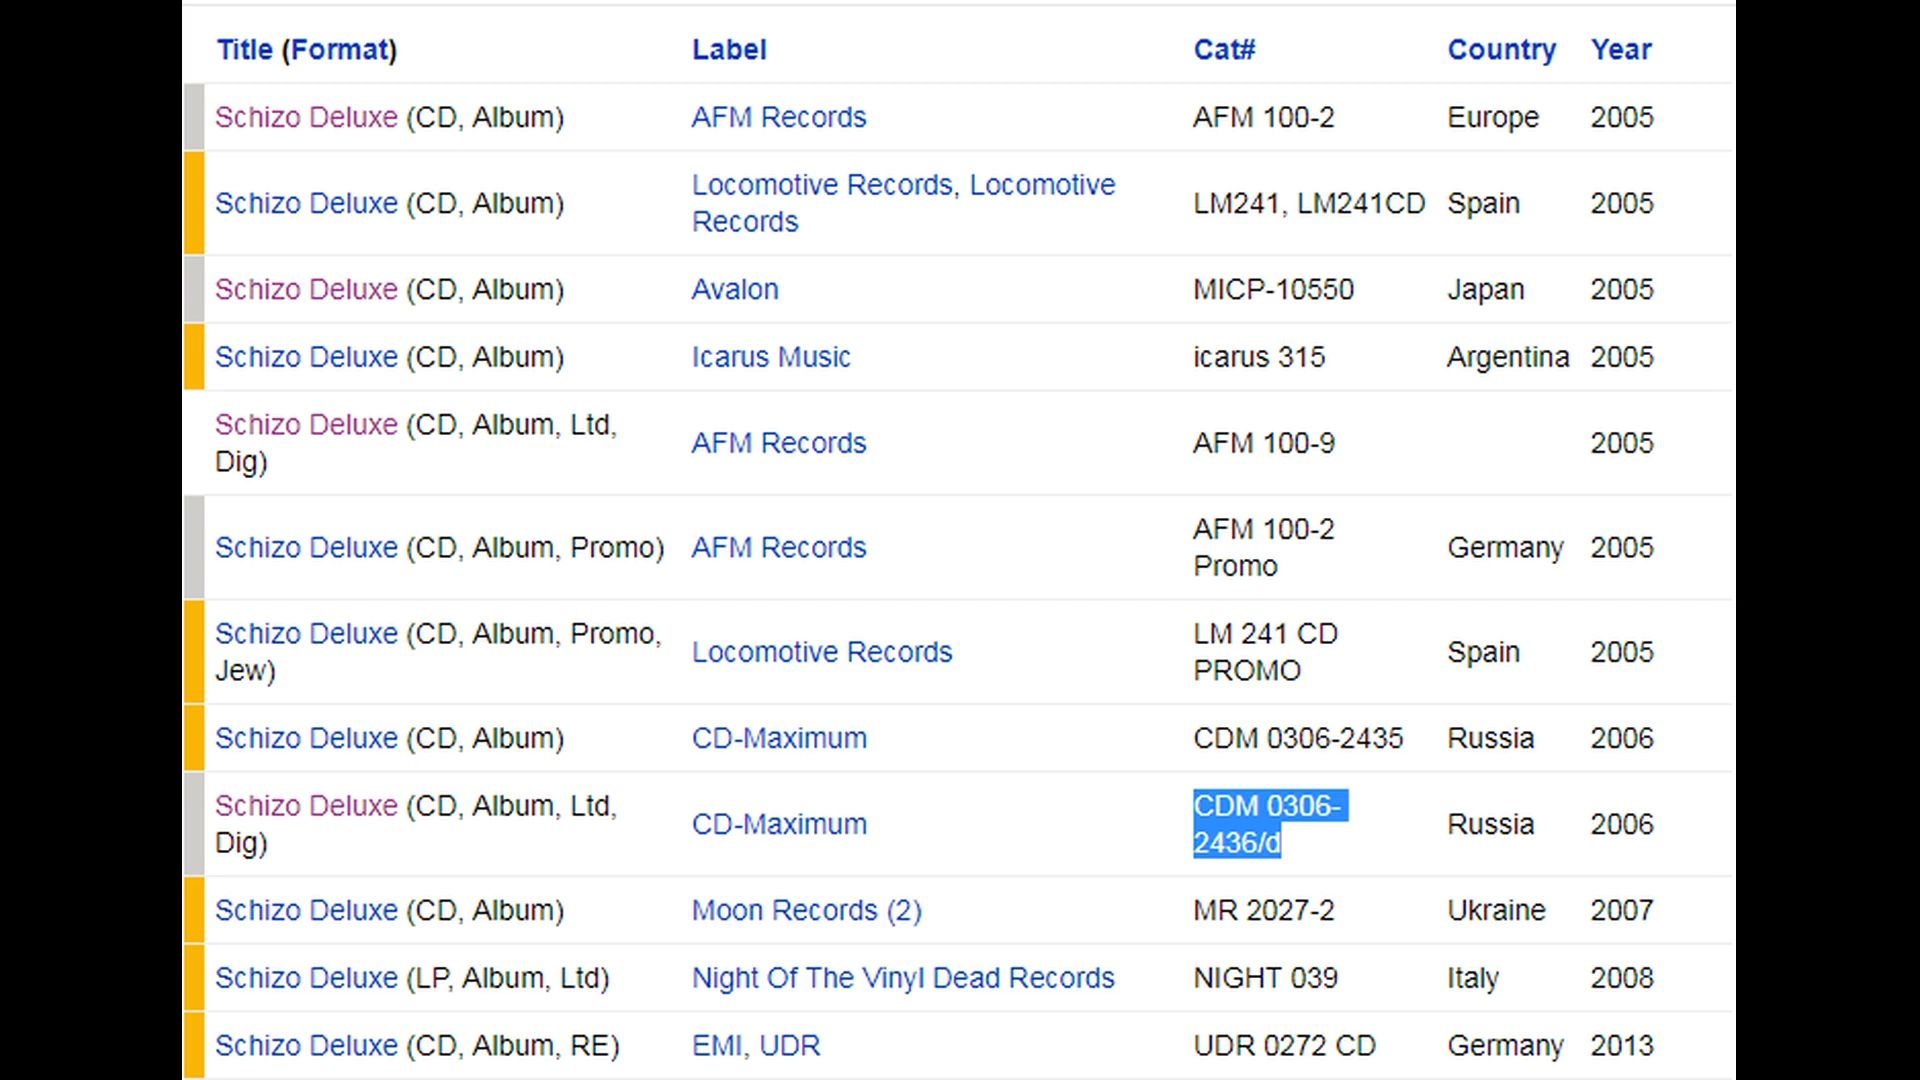 Title (Format) Label Cat# Country Year
Schizo Deluxe (CD, Album) AFM Records AFM 100-2 Europe 2005
Schizo Deluxe (CD, Album) Locomotive Records, Locomotive Records LM241, LM241CD Spain 2005
Schizo Deluxe (CD, Album) Avalon MICP-10550 Japan 2005
Schizo Deluxe (CD, Album) Icarus Music icarus 315 Argentina 2005
Schizo Deluxe (CD, Album, Ltd, Dig) AFM Records AFM 100-9 2005
Schizo Deluxe (CD, Album, Promo) AFM Records AFM 100-2 Promo Germany 2005
Schizo Deluxe (CD, Album, Promo, Jew) Locomotive Records LM 241 CD PROMO Spain 2005
Schizo Deluxe (CD, Album) CD-Maximum CDM 0306-2435 Russia 2006
Schizo Deluxe (CD, Album, Ltd, Dig) CD-Maximum CDM 0306-2436/d Russia 2006
Schizo Deluxe (CD, Album) Moon Records (2) MR 2027-2 Ukraine 2007
Schizo Deluxe (LP, Album, Ltd) Night Of The Vinyl Dead Records NIGHT 039 Italy 2008
Schizo Deluxe (CD, Album, RE) EMI, UDR UDR 0272 CD Germany 2013